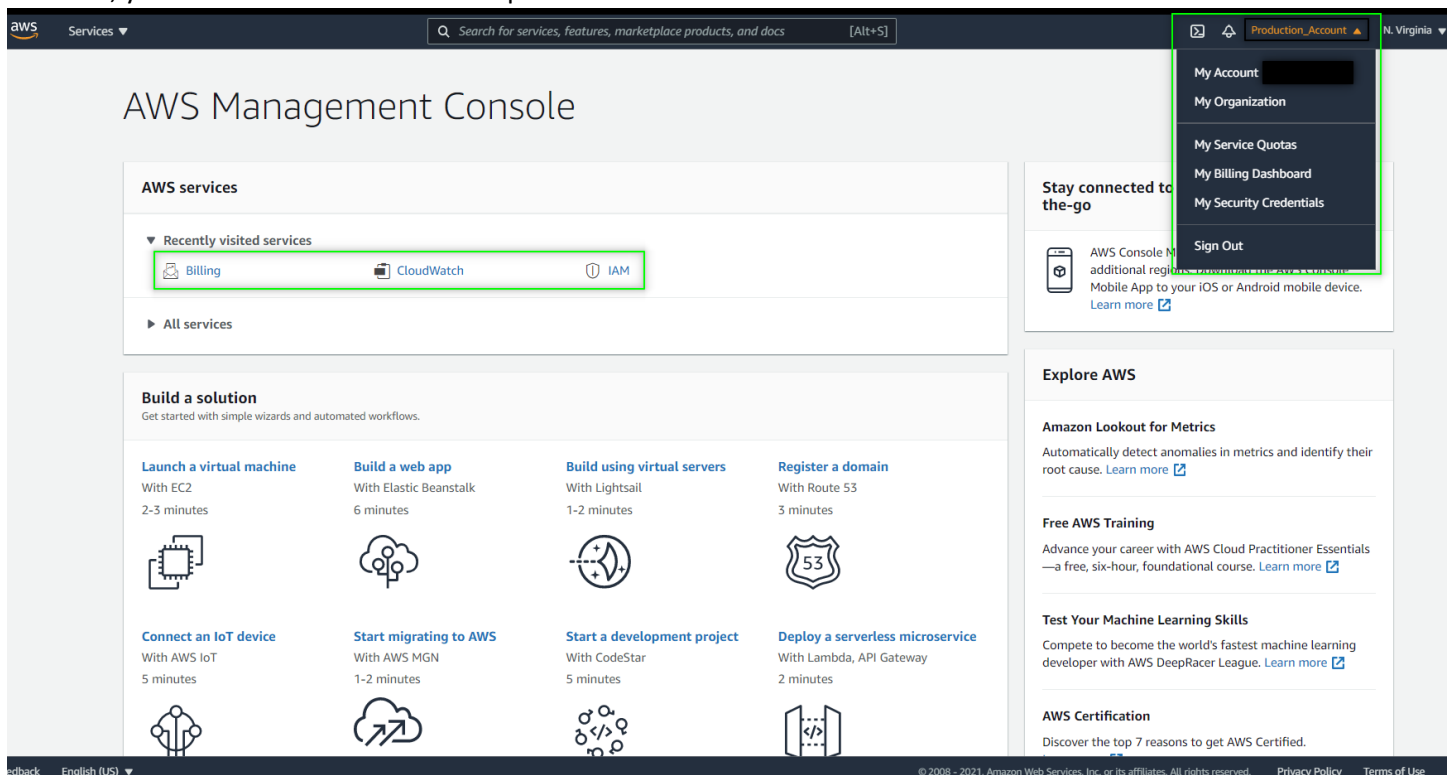 aws
Services ▼
Search for services, features, marketplace products, and docs
[Alt+S]
Production_Account ▲
N. Virginia ▼
My Account
My Organization
My Service Quotas
My Billing Dashboard
My Security Credentials
Sign Out
AWS Management Console
AWS services
▼ Recently visited services
Billing
CloudWatch
IAM
▶ All services
Build a solution
Get started with simple wizards and automated workflows.
Launch a virtual machine
With EC2
2-3 minutes
Build a web app
With Elastic Beanstalk
6 minutes
Build using virtual servers
With Lightsail
1-2 minutes
Register a domain
With Route 53
3 minutes
53
Connect an IoT device
With AWS IoT
5 minutes
Start migrating to AWS
With AWS MGN
1-2 minutes
Start a development project
With CodeStar
5 minutes
Deploy a serverless microservice
With Lambda, API Gateway
2 minutes
Stay connected to
the-go
AWS Console
additional regions. Download the AWS Console
Mobile App to your iOS or Android mobile device.
Learn more
Explore AWS
Amazon Lookout for Metrics
Automatically detect anomalies in metrics and identify their
root cause. Learn more
Free AWS Training
Advance your career with AWS Cloud Practitioner Essentials
—a free, six-hour, foundational course. Learn more
Test Your Machine Learning Skills
Compete to become the world's fastest machine learning
developer with AWS DeepRacer League. Learn more
AWS Certification
Discover the top 7 reasons to get AWS Certified.
edback
English (US) ▼
© 2008 - 2021, Amazon Web Services, Inc. or its affiliates. All rights reserved.
Privacy Policy
Terms of Use